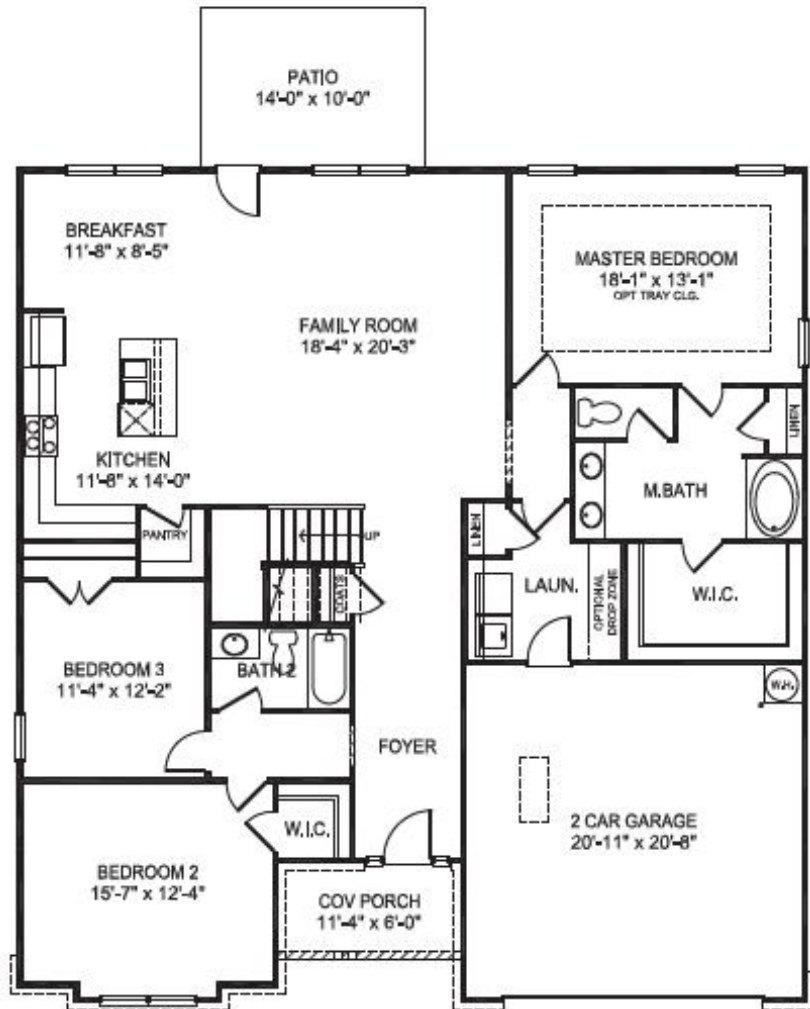 PATIO
14'-0" x 10'-0"
BREAKFAST
11'-8" x 8'-5"
MASTER BEDROOM
18'-1" x 13'-1"
OPT TRAY CLG.
FAMILY ROOM
18'-4" x 20'-3"
LINEN
KITCHEN
11'-8" x 14'-0"
M.BATH
PANTRY
UP
LINEN
COATS
LAUN.
OPTIONAL
DROP ZONE
W.I.C.
BEDROOM 3
11'-4" x 12'-2"
BATH 2
W.H.
FOYER
2 CAR GARAGE
20'-11" x 20'-8"
W.I.C.
BEDROOM 2
15'-7" x 12'-4"
COV PORCH
11'-4" x 6'-0"